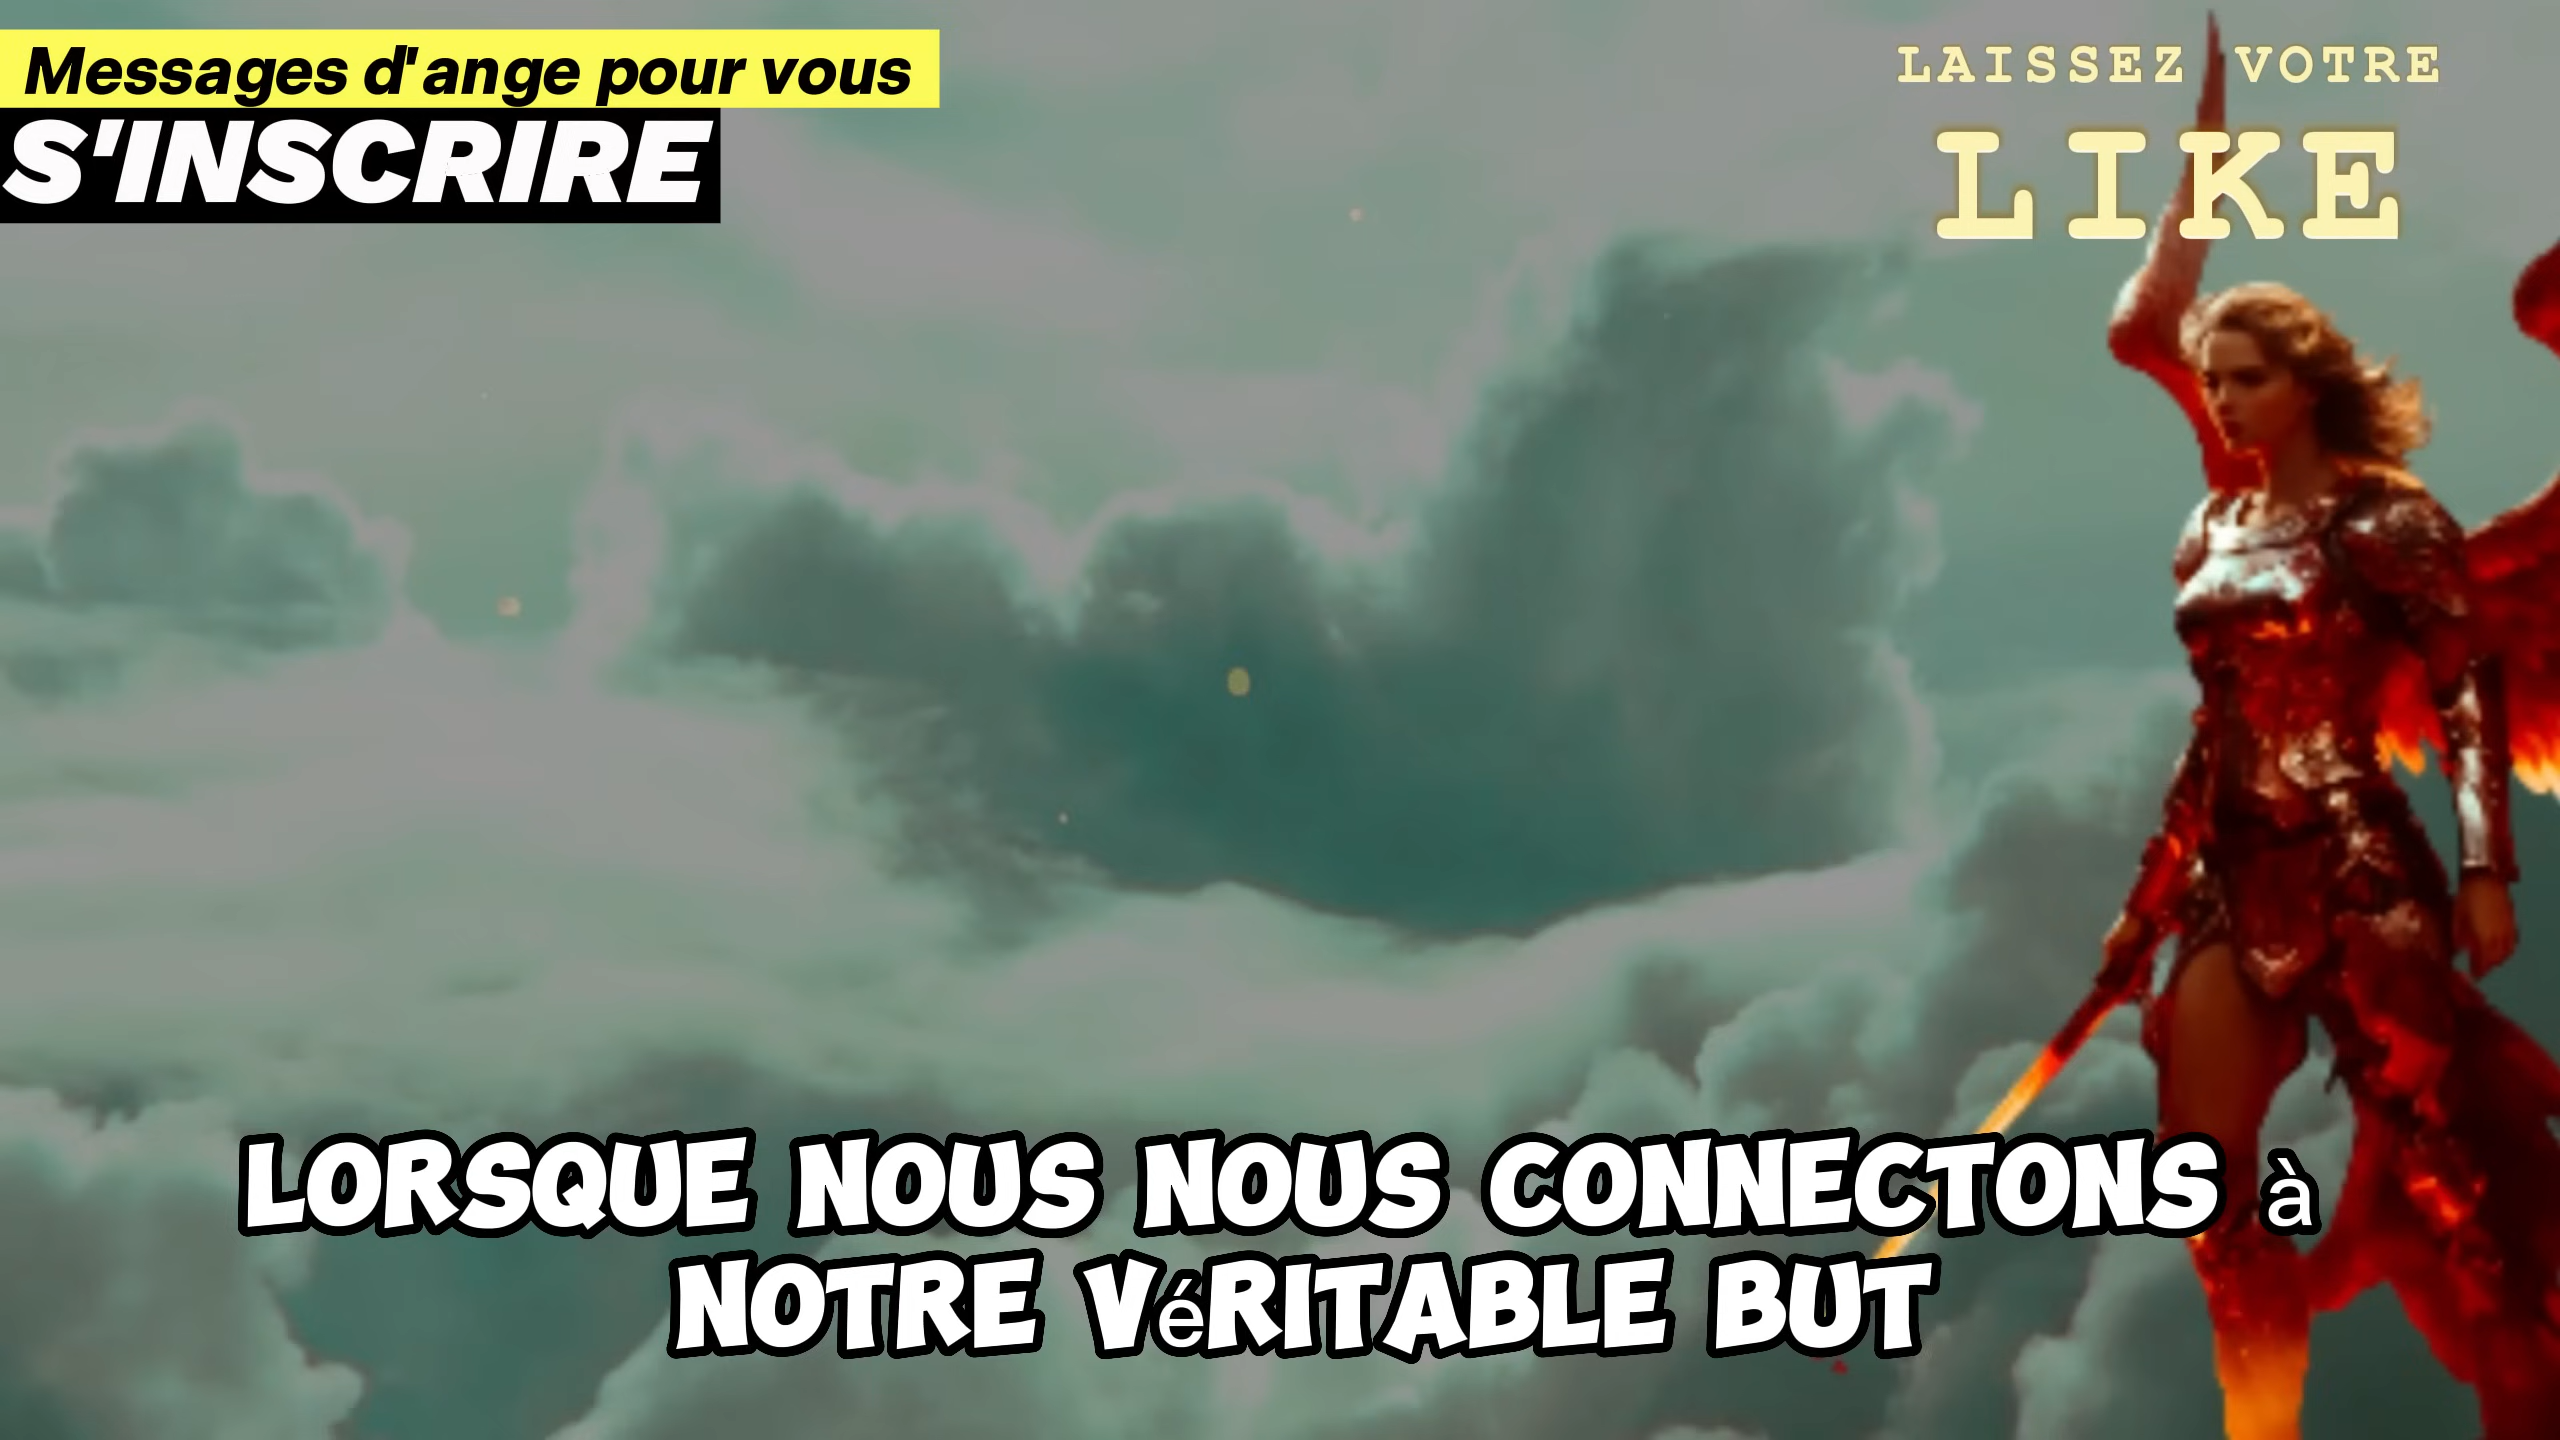 Messages d'ange pour vous
S'INSCRIRE
LAISSEZ VOTRE
LIKE
LORSQUE NOUS NOUS CONNECTONS à
NOTRE VéRITABLE BUT